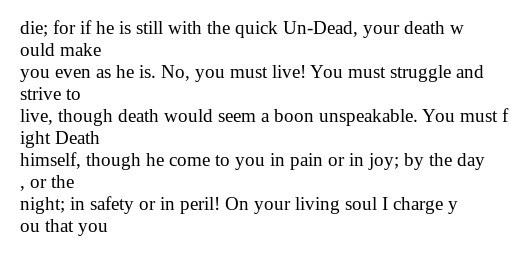 die; for if he is still with the quick Un-Dead, your death w
ould make
you even as he is. No, you must live! You must struggle and
strive to
live, though death would seem a boon unspeakable. You must f
ight Death
himself, though he come to you in pain or in joy; by the day
, or the
night; in safety or in peril! On your living soul I charge y
ou that you